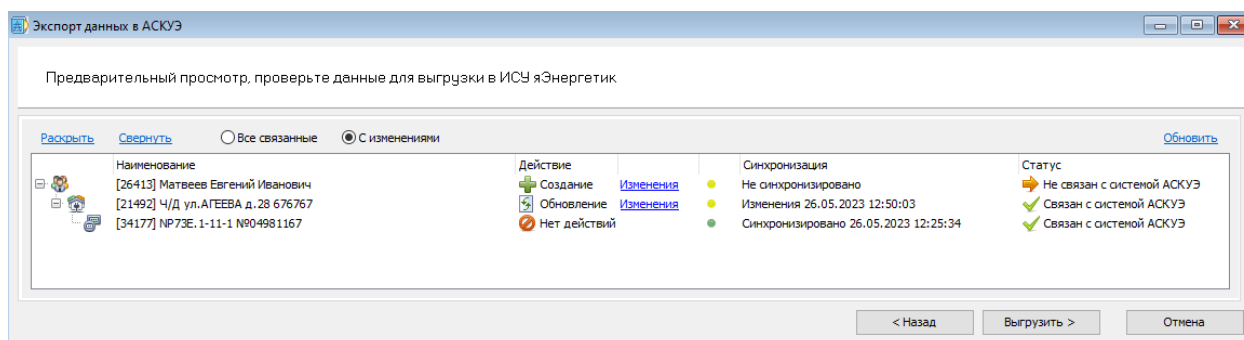 Экспорт данных в АСКУЭ
Предварительный просмотр, проверьте данные для выгрузки в ИСУ яЭнергетик
Раскрыть Свернуть Все связанные С изменениями Обновить
Наименование Действие Синхронизация Статус
[26413] Матвеев Евгений Иванович Создание Изменения Не синхронизировано Не связан с системой АСКУЭ
[21492] Ч/Д ул.АГЕЕВА д.28 676767 Обновление Изменения Изменения 26.05.2023 12:50:03 Связан с системой АСКУЭ
[34177] NP73E.1-11-1 №04981167 Нет действий Синхронизировано 26.05.2023 12:25:34 Связан с системой АСКУЭ
< Назад Выгрузить > Отмена